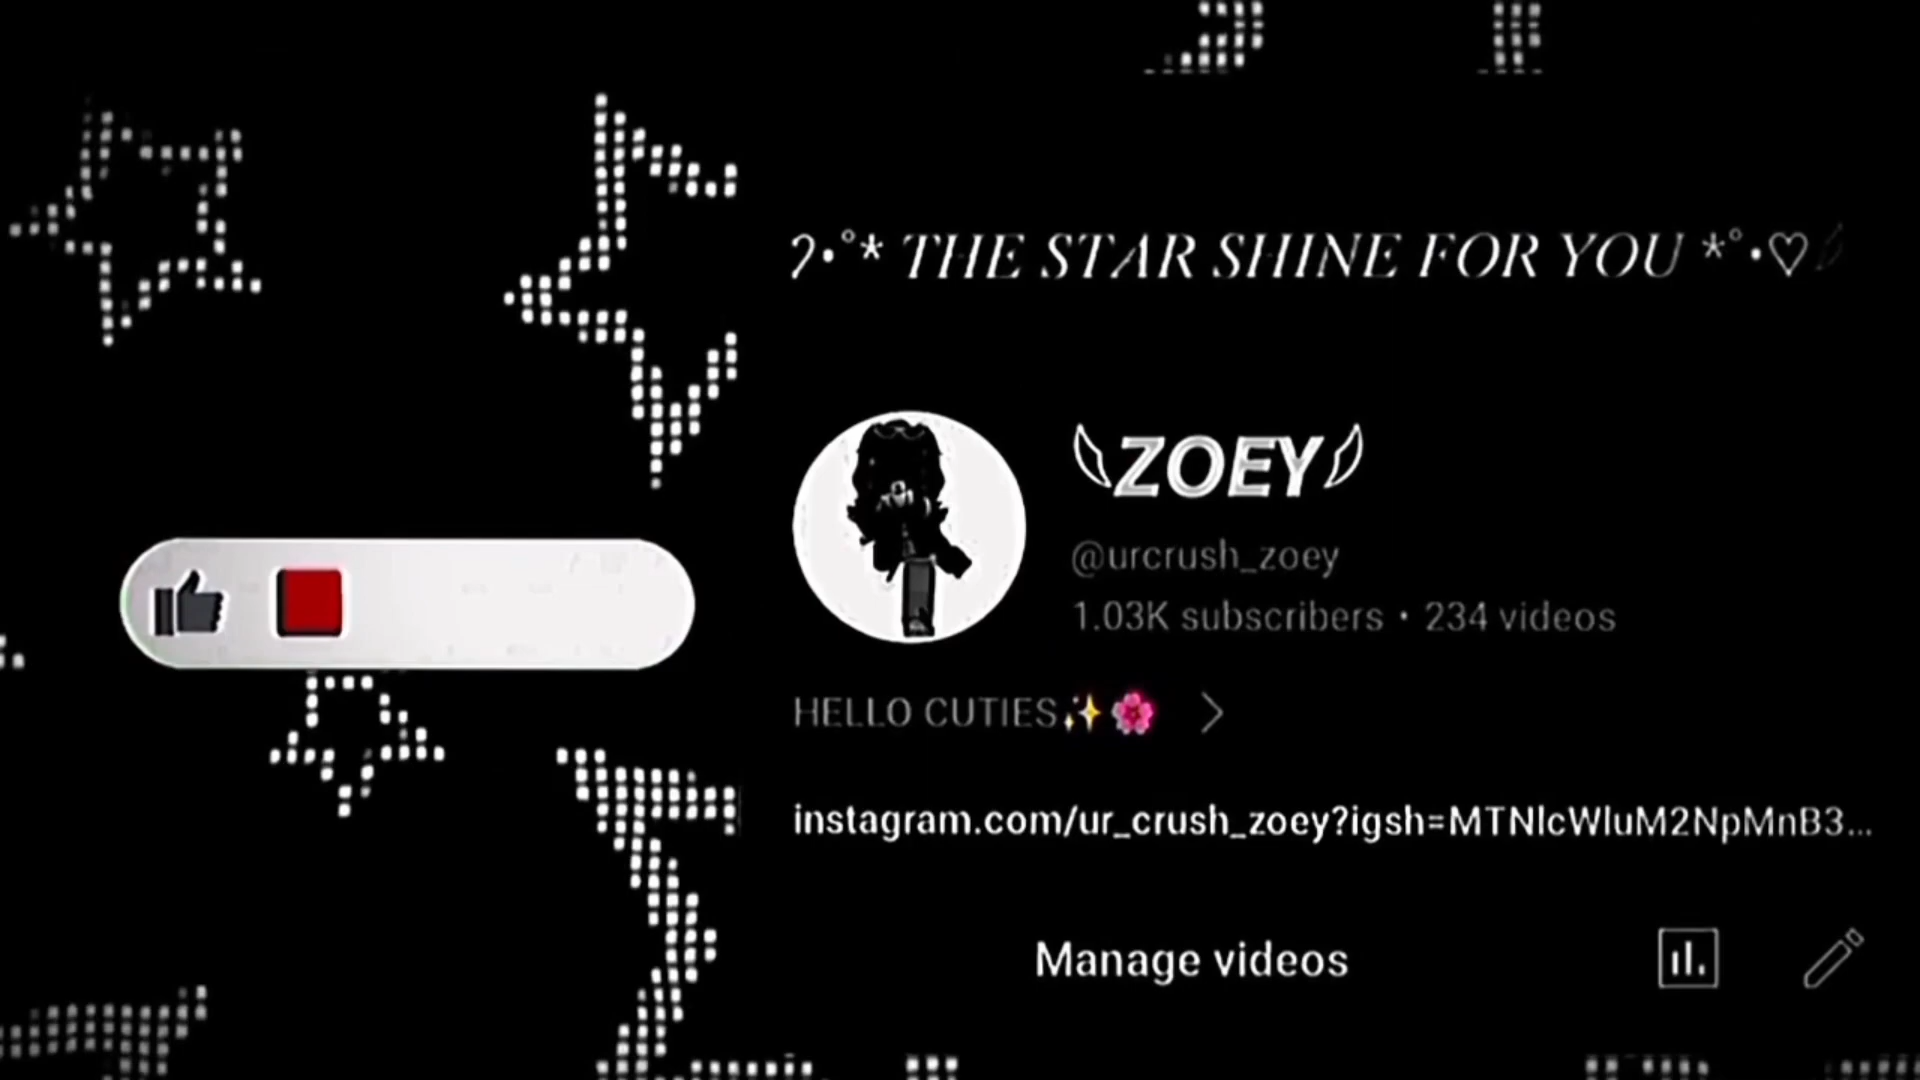 ʔ•°* THE STAR SHINE FOR YOU *°•♡
ZOEY
@urcrush_zoey
1.03K subscribers • 234 videos
HELLO CUTIES✨🌸 >
instagram.com/ur_crush_zoey?igsh=MTNlcWluM2NpMnB3...
Manage videos